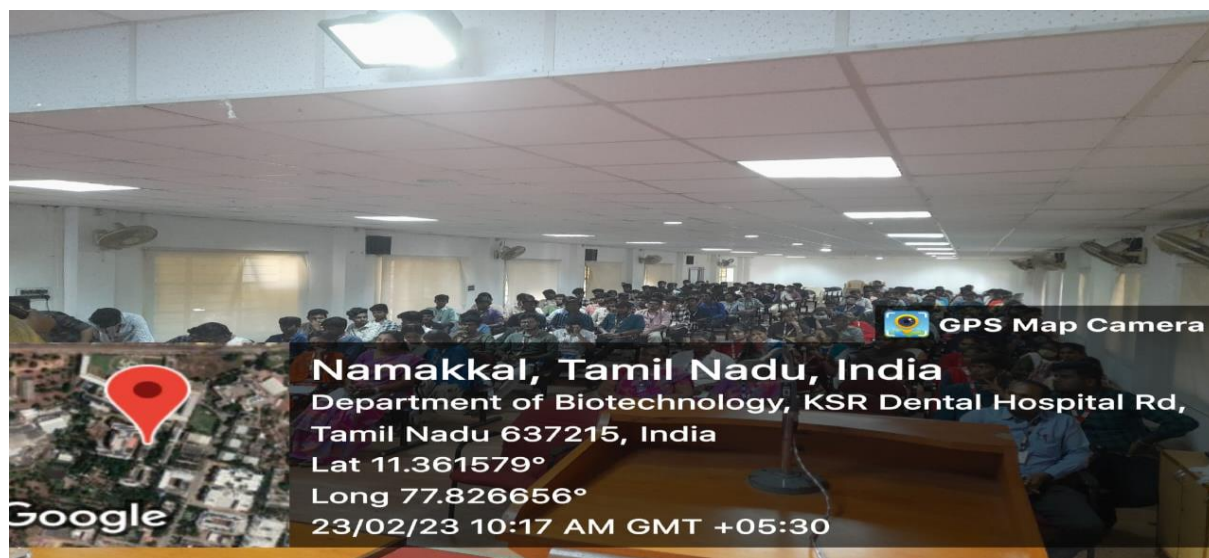 GPS Map Camera
Namakkal, Tamil Nadu, India
Department of Biotechnology, KSR Dental Hospital Rd,
Tamil Nadu 637215, India
Lat 11.361579°
Long 77.826656°
23/02/23 10:17 AM GMT +05:30
Google